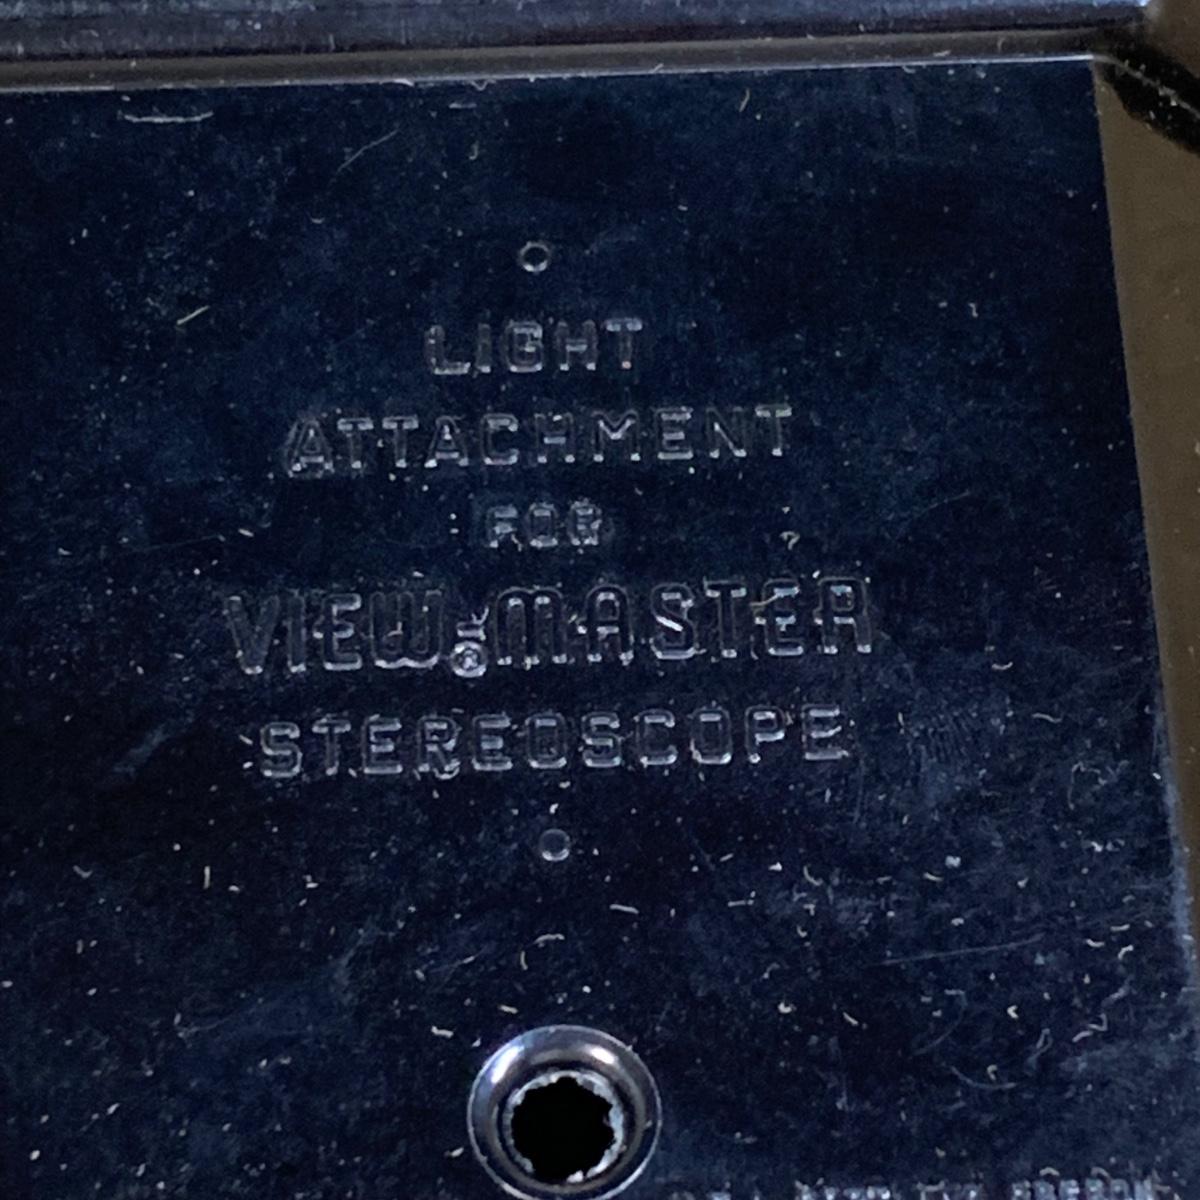 LIGHT
ATTACHMENT
FOR
VIEW-MASTER
®
STEREOSCOPE